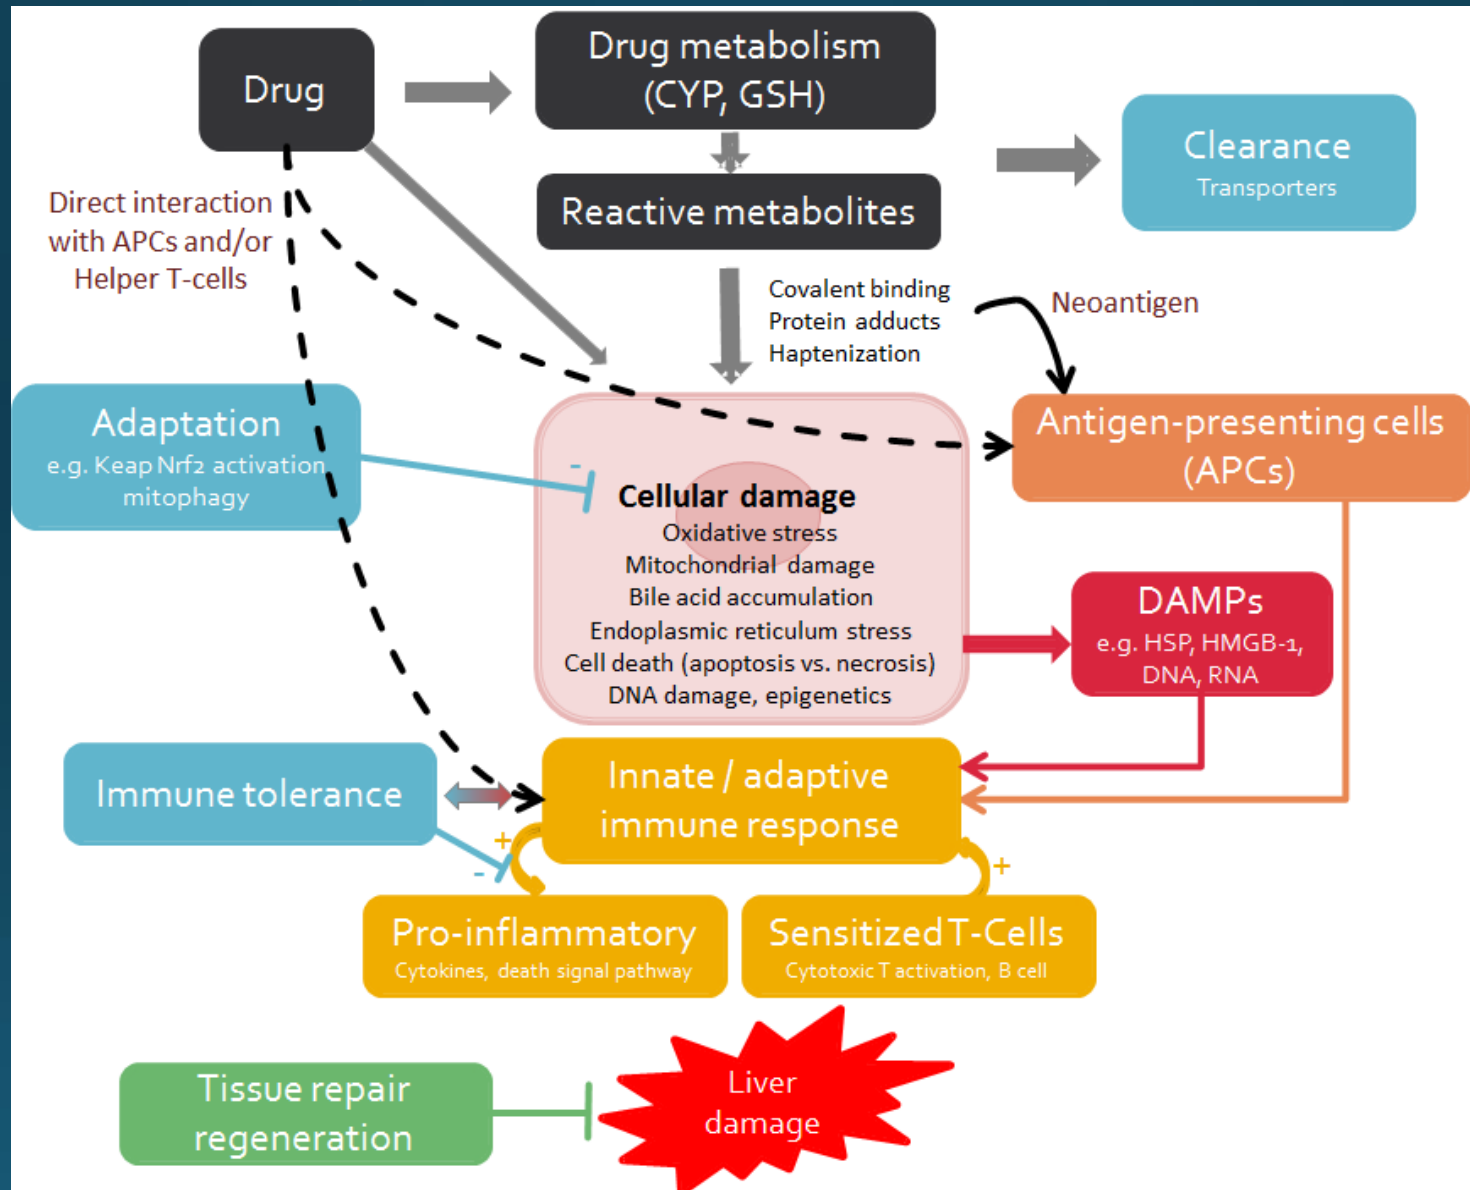 Drug
Drug metabolism
(CYP, GSH)
Clearance
Transporters
Reactive metabolites
Direct interaction
with APCs and/or
Helper T-cells
Covalent binding
Protein adducts
Haptenization
Neoantigen
Adaptation
e.g. Keap Nrf2 activation
mitophagy
-
Antigen-presenting cells
(APCs)
Cellular damage
Oxidative stress
Mitochondrial damage
Bile acid accumulation
Endoplasmic reticulum stress
Cell death (apoptosis vs. necrosis)
DNA damage, epigenetics
DAMPs
e.g. HSP, HMGB-1,
DNA, RNA
Immune tolerance
Innate / adaptive
immune response
+
-
+
Pro-inflammatory
Cytokines, death signal pathway
Sensitized T-Cells
Cytotoxic T activation, B cell
Tissue repair
regeneration
Liver
damage